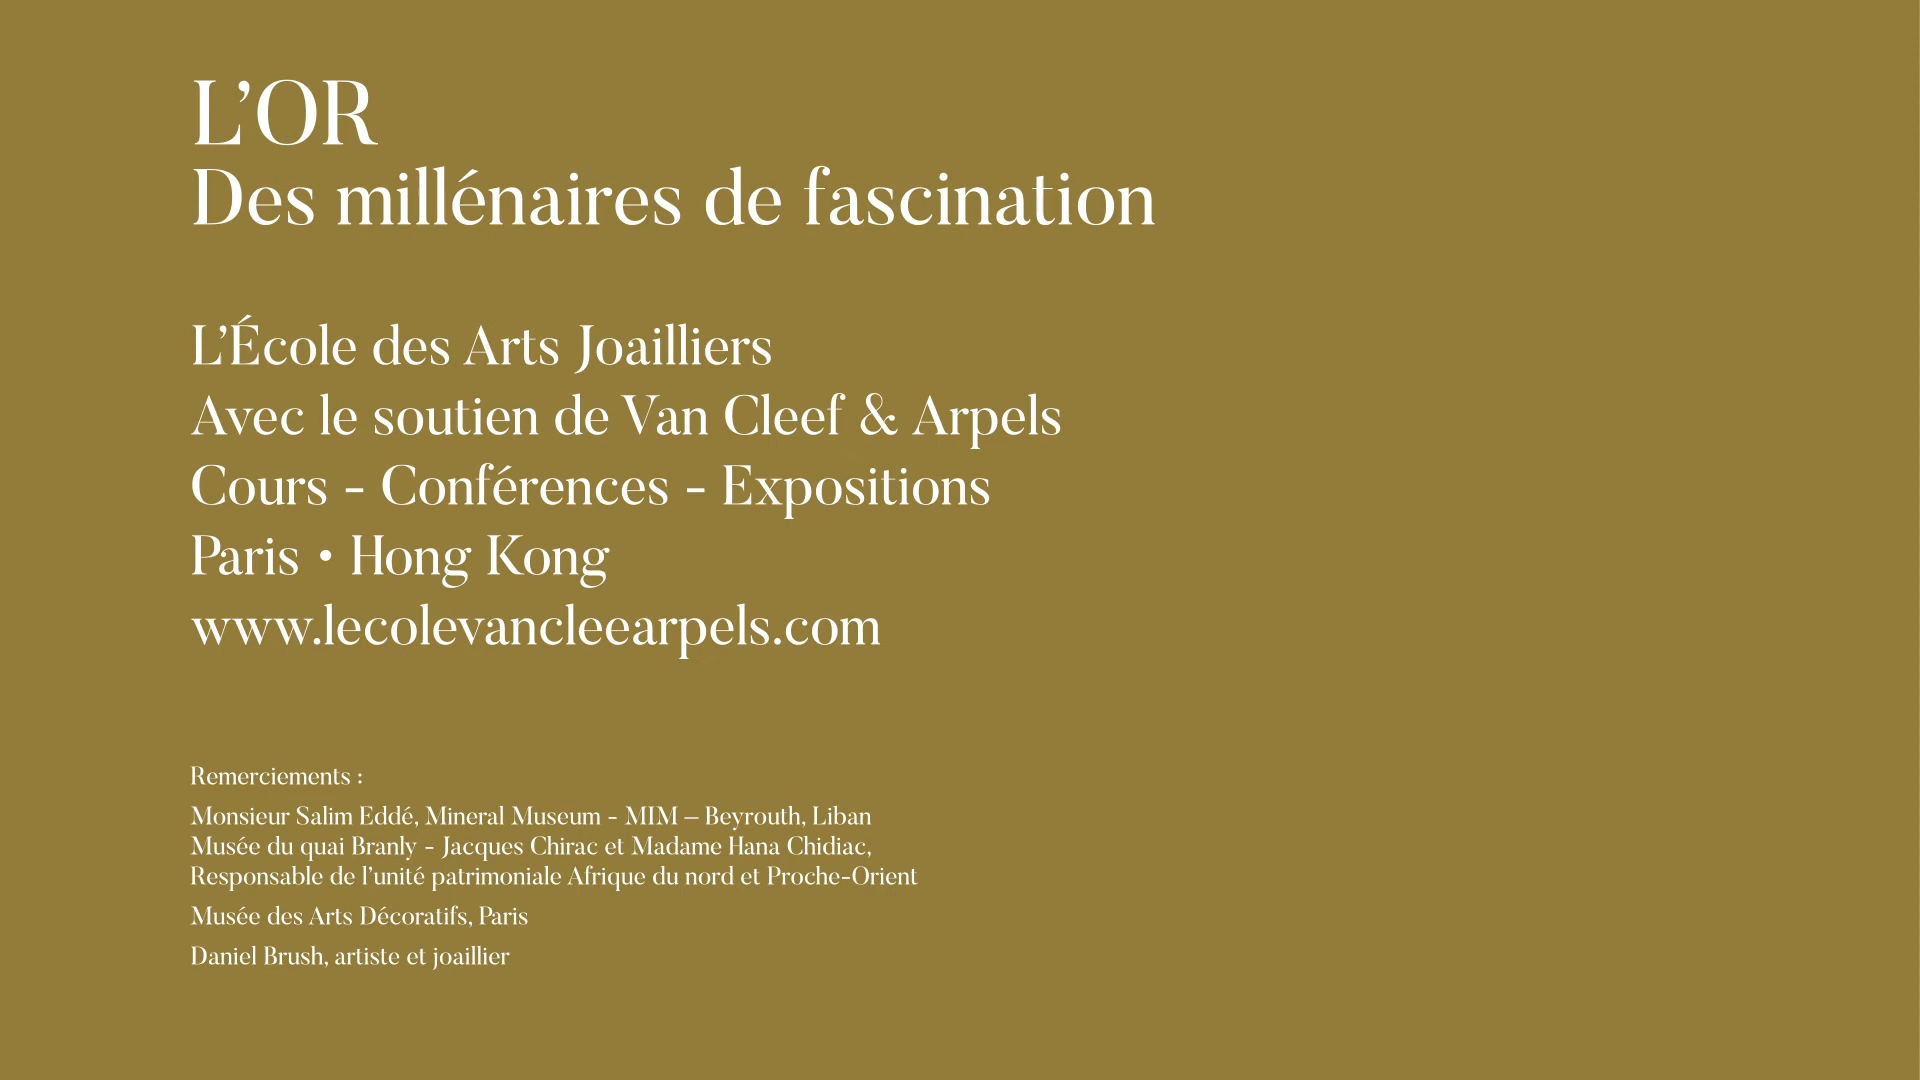 L’OR
Des millénaires de fascination
L’École des Arts Joailliers
Avec le soutien de Van Cleef & Arpels
Cours - Conférences - Expositions
Paris • Hong Kong
www.lecolevancleearpels.com
Remerciements :
Monsieur Salim Eddé, Mineral Museum - MIM – Beyrouth, Liban
Musée du quai Branly - Jacques Chirac et Madame Hana Chidiac,
Responsable de l’unité patrimoniale Afrique du nord et Proche-Orient
Musée des Arts Décoratifs, Paris
Daniel Brush, artiste et joaillier